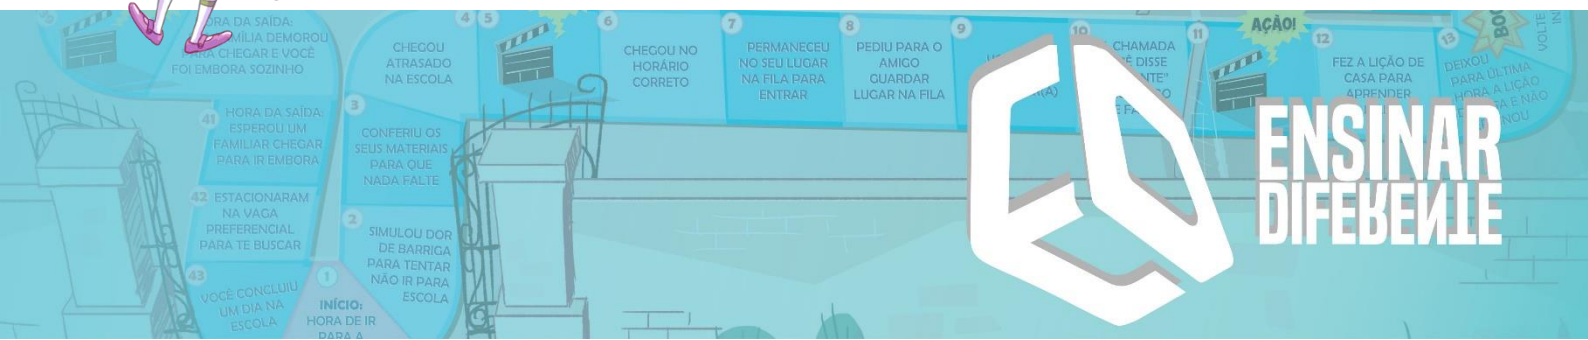 HORA DA SAÍDA:
FAMÍLIA DEMOROU
PARA CHEGAR E VOCÊ
FOI EMBORA SOZINHO
41
HORA DA SAÍDA:
ESPEROU UM
FAMILIAR CHEGAR
PARA IR EMBORA
42 ESTACIONARAM
NA VAGA
PREFERENCIAL
PARA TE BUSCAR
43
VOCÊ CONCLUIU
UM DIA NA
ESCOLA
1
INÍCIO:
HORA DE IR
PARA A
2
SIMULOU DOR
DE BARRIGA
PARA TENTAR
NÃO IR PARA
ESCOLA
3
CONFERIU OS
SEUS MATERIAIS
PARA QUE
NADA FALTE
4
CHEGOU
ATRASADO
NA ESCOLA
5
6
CHEGOU NO
HORÁRIO
CORRETO
7
PERMANECEU
NO SEU LUGAR
NA FILA PARA
ENTRAR
8
PEDIU PARA O
AMIGO
GUARDAR
LUGAR NA FILA
9
10
CHAMADA
DISSE
11
AÇÃO!
12
FEZ A LIÇÃO DE
CASA PARA
APRENDER
13
DEIXOU
PARA ÚLTIMA
HORA A LIÇÃO
E NÃO
VOLTE
ENSINAR
DIFERENTE